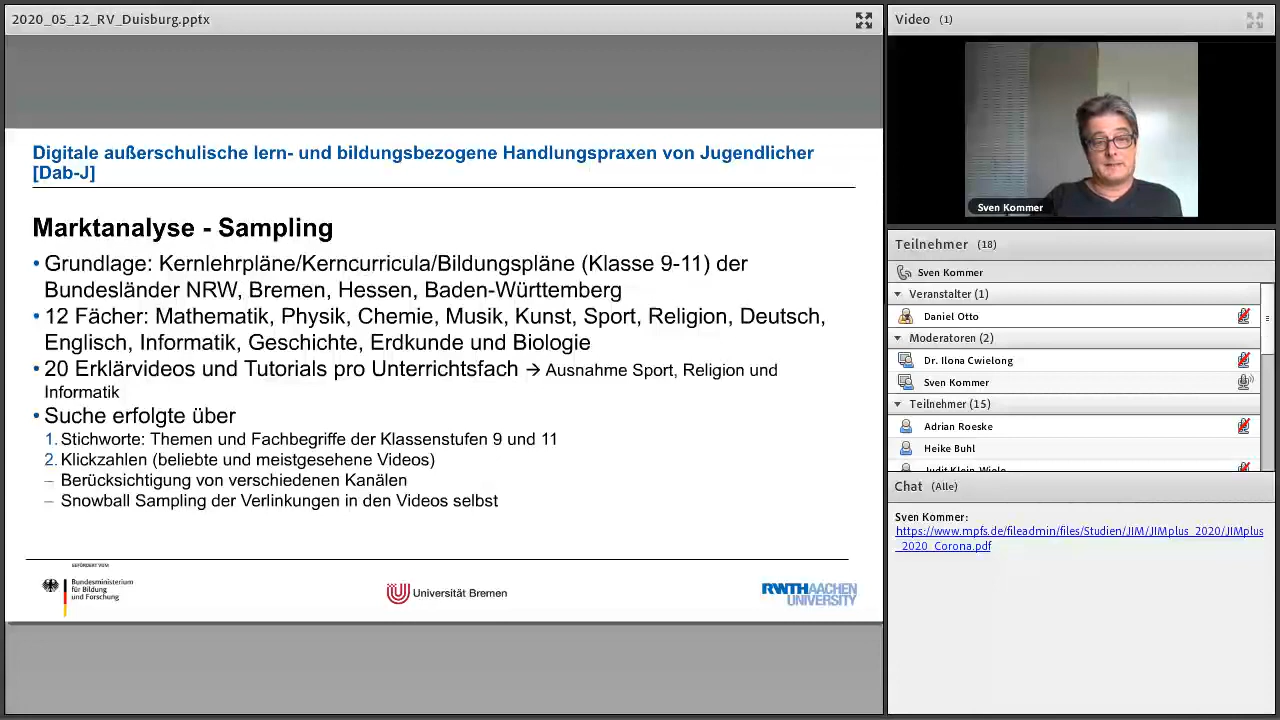 2020_05_12_RV_Duisburg.pptx
Digitale außerschulische lern- und bildungsbezogene Handlungspraxen von Jugendlicher
[Dab-J]
Marktanalyse - Sampling
• Grundlage: Kernlehrpläne/Kerncurricula/Bildungspläne (Klasse 9-11) der
Bundesländer NRW, Bremen, Hessen, Baden-Württemberg
• 12 Fächer: Mathematik, Physik, Chemie, Musik, Kunst, Sport, Religion, Deutsch,
Englisch, Informatik, Geschichte, Erdkunde und Biologie
• 20 Erklärvideos und Tutorials pro Unterrichtsfach → Ausnahme Sport, Religion und
Informatik
• Suche erfolgte über
1. Stichworte: Themen und Fachbegriffe der Klassenstufen 9 und 11
2. Klickzahlen (beliebte und meistgesehene Videos)
– Berücksichtigung von verschiedenen Kanälen
– Snowball Sampling der Verlinkungen in den Videos selbst
GEFÖRDERT VOM
Bundesministerium
für Bildung
und Forschung
Universität Bremen
RWTH AACHEN
UNIVERSITY
Video (1)
Sven Kommer
Teilnehmer (18)
Sven Kommer
Veranstalter (1)
Daniel Otto
Moderatoren (2)
Dr. Ilona Cwielong
Sven Kommer
Teilnehmer (15)
Adrian Roeske
Heike Buhl
Judit Klein-Wiele
Chat (Alle)
Sven Kommer:
https://www.mpfs.de/fileadmin/files/Studien/JIM/JIMplus_2020/JIMplus
_2020_Corona.pdf